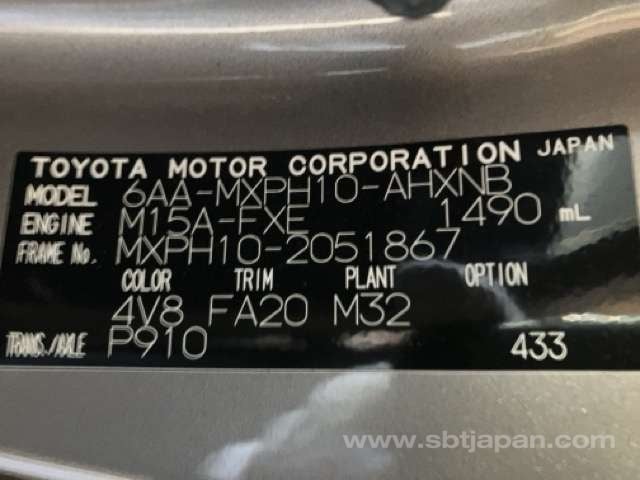 TOYOTA MOTOR CORPORATION JAPAN
MODEL 6AA-MXPH10-AHXNB
ENGINE M15A-FXE 1490 mL
FRAME No. MXPH10-2051867
COLOR TRIM PLANT OPTION
4V8 FA20 M32
TRANS./AXLE P910 433
www.sbtjapan.com